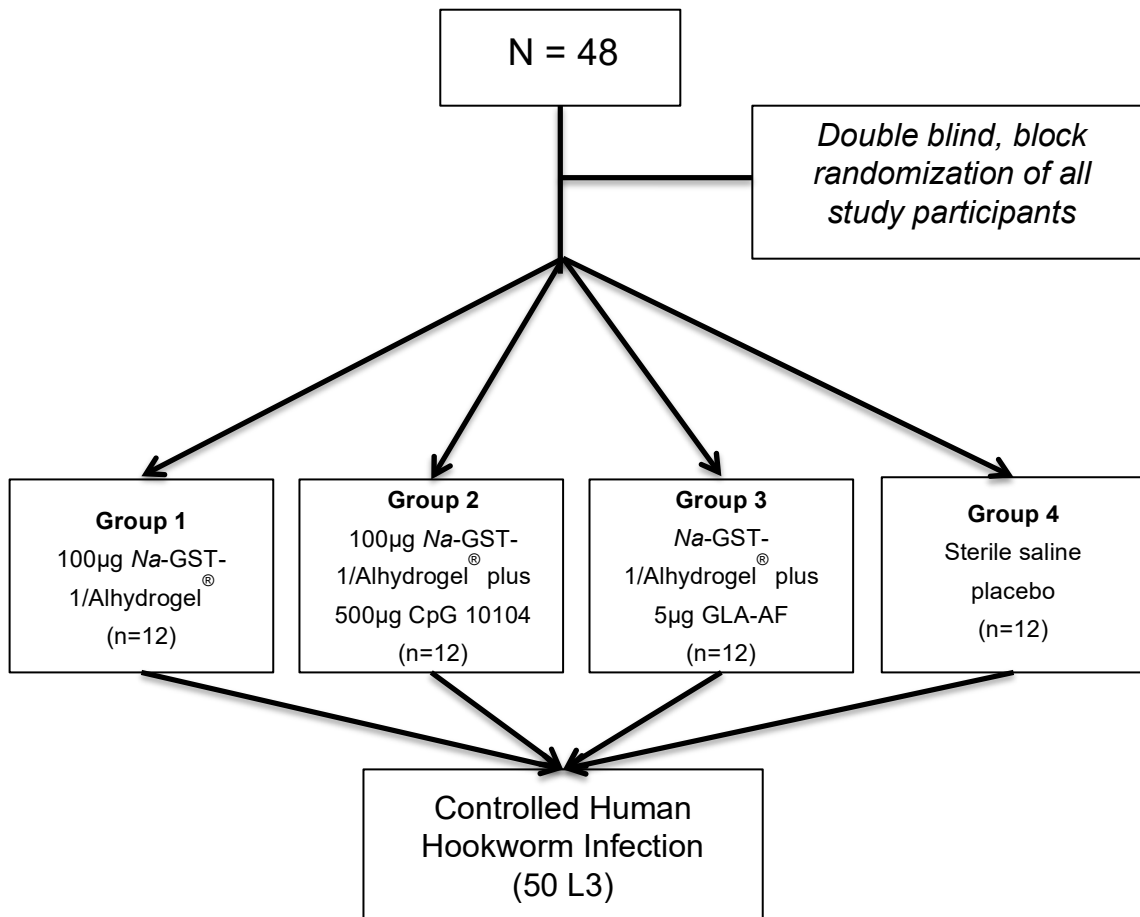 N = 48
Double blind, block
randomization of all
study participants
Group 1
100µg Na-GST-
1/Alhydrogel®
(n=12)
Group 2
100µg Na-GST-
1/Alhydrogel® plus
500µg CpG 10104
(n=12)
Group 3
Na-GST-
1/Alhydrogel® plus
5µg GLA-AF
(n=12)
Group 4
Sterile saline
placebo
(n=12)
Controlled Human
Hookworm Infection
(50 L3)